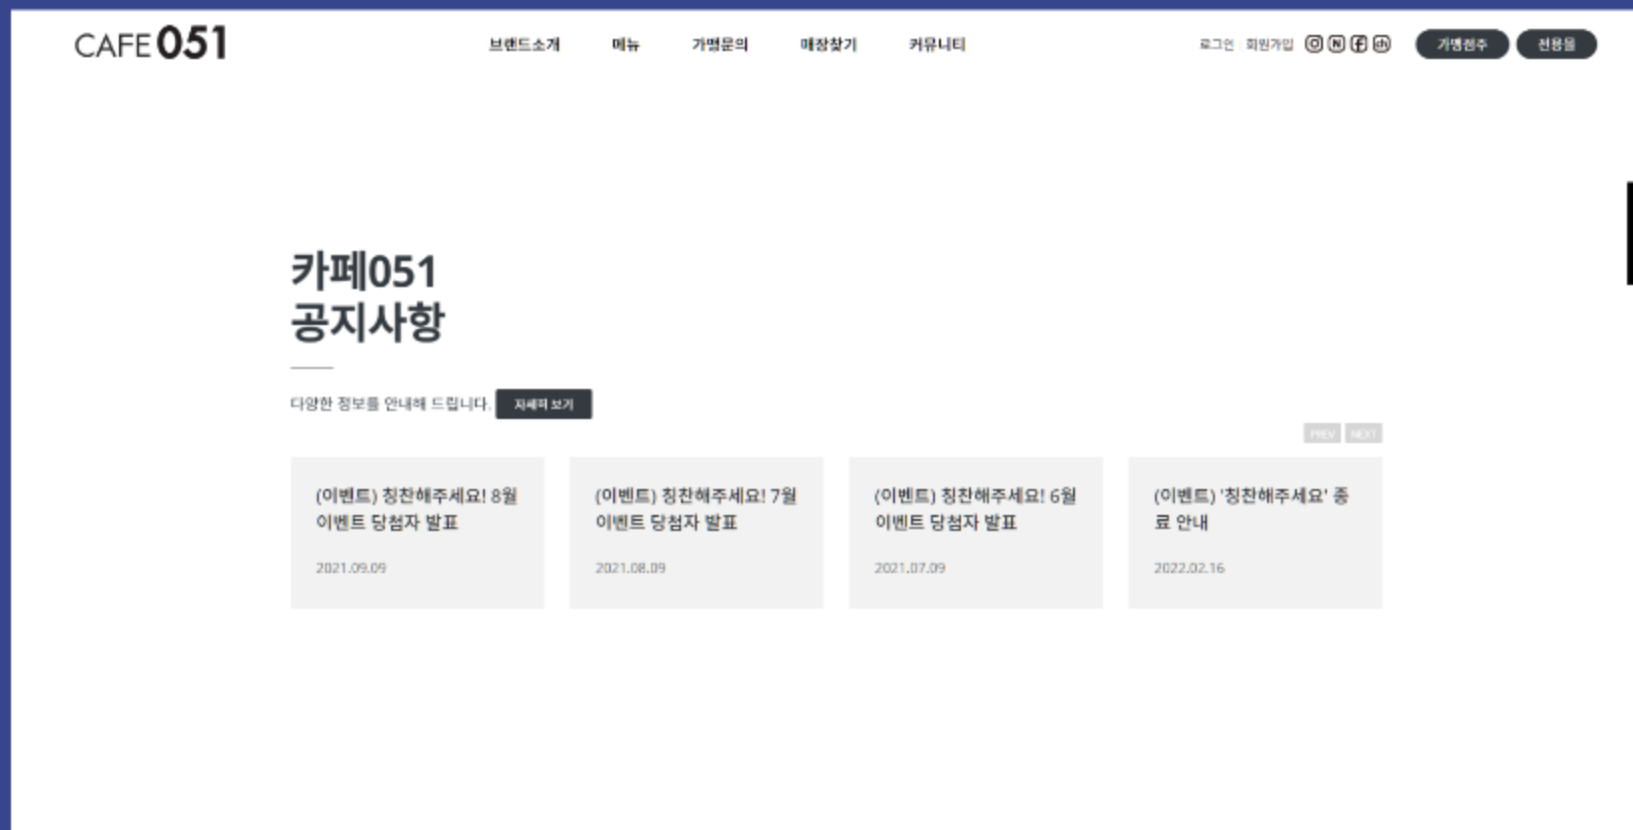 CAFE 051
브랜드소개 메뉴 가맹문의 매장찾기 커뮤니티
로그인 회원가입
가맹점주 전용몰
카페051
공지사항
다양한 정보를 안내해 드립니다. 자세히 보기
PREV NEXT
(이벤트) 칭찬해주세요! 8월
이벤트 당첨자 발표
2021.09.09
(이벤트) 칭찬해주세요! 7월
이벤트 당첨자 발표
2021.08.09
(이벤트) 칭찬해주세요! 6월
이벤트 당첨자 발표
2021.07.09
(이벤트) '칭찬해주세요' 종
료 안내
2022.02.16